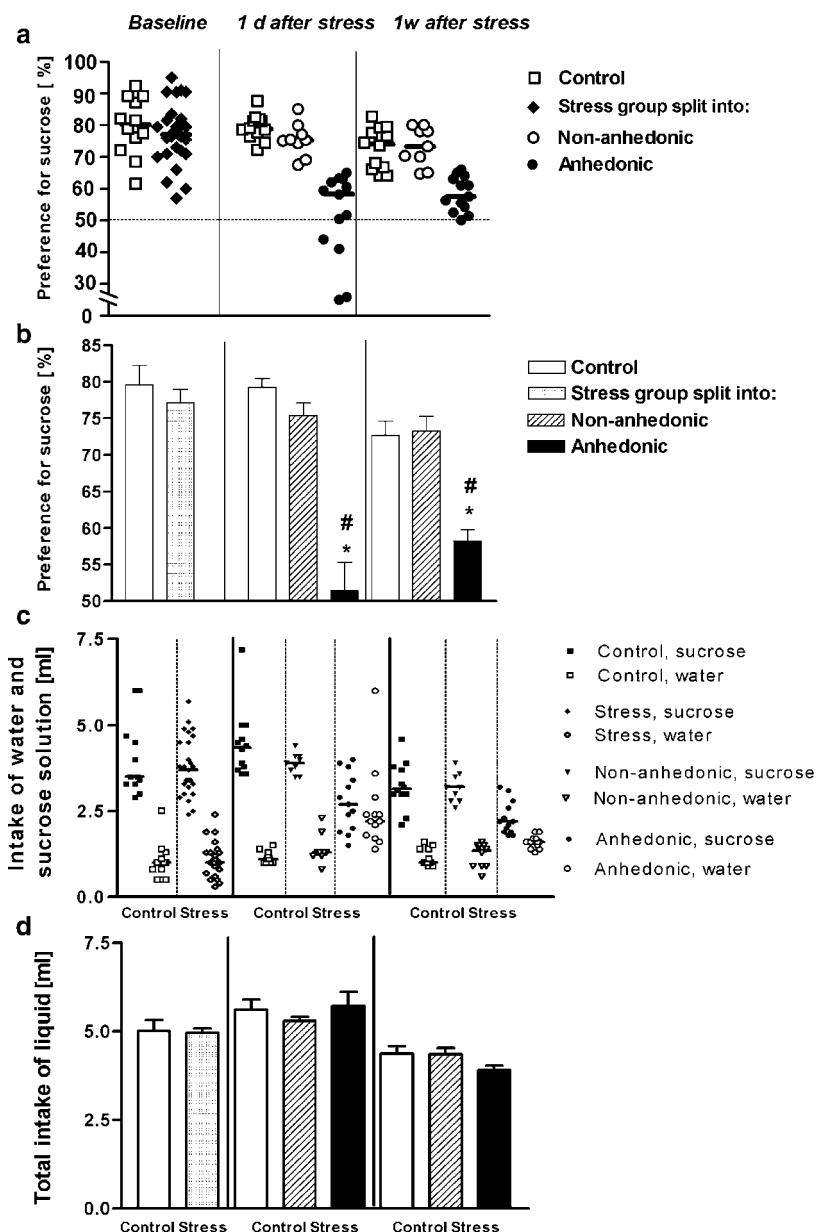 Baseline 1 d after stress 1w after stress
a
Preference for sucrose [ %]
100
90
80
70
60
50
40
30
0
Control
Stress group split into:
Non-anhedonic
Anhedonic
b
Preference for sucrose [%]
85
80
75
70
65
60
55
50
#
*
#
*
Control
Stress group split into:
Non-anhedonic
Anhedonic
c
Intake of water and
sucrose solution [ml]
7.5
5.0
2.5
0.0
Control Stress Control Stress Control Stress
Control, sucrose
Control, water
Stress, sucrose
Stress, water
Non-anhedonic, sucrose
Non-anhedonic, water
Anhedonic, sucrose
Anhedonic, water
d
Total intake of liquid [ml]
7.5
5.0
2.5
0.0
Control Stress Control Stress Control Stress